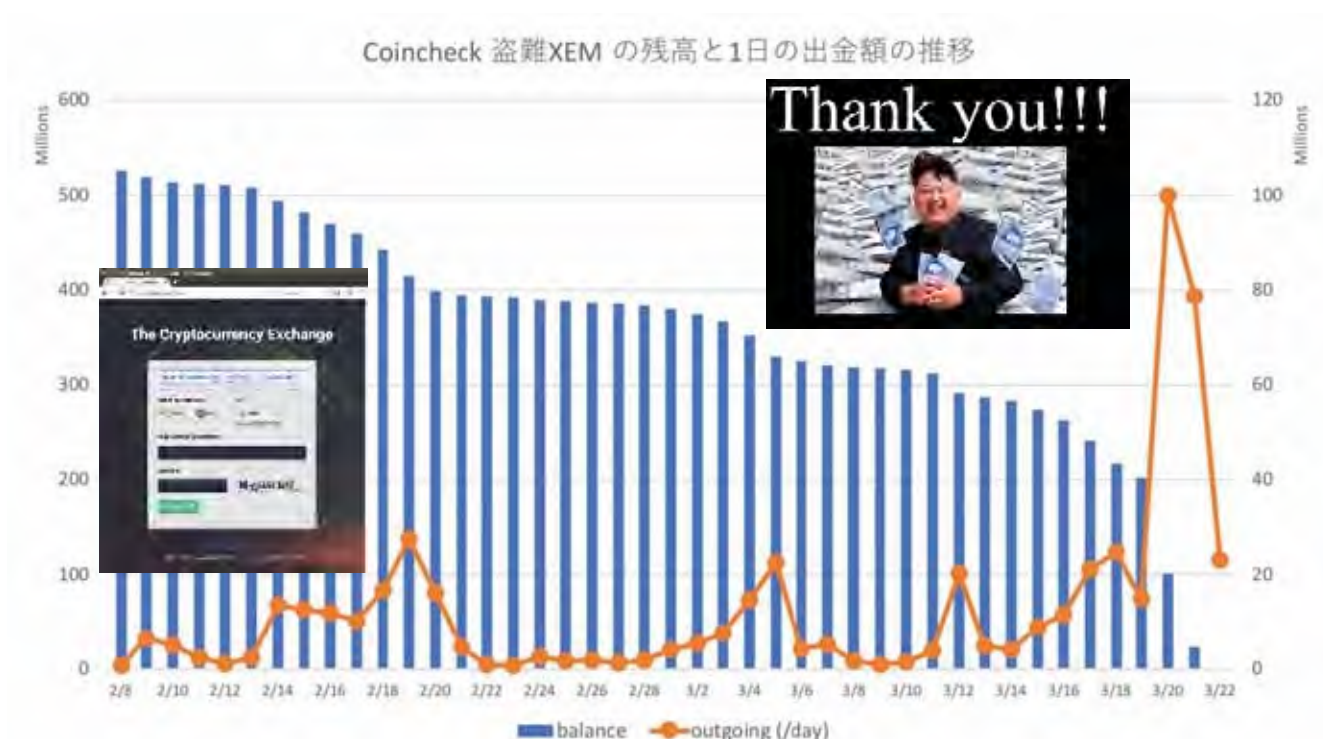 Coincheck 盗難XEM の残高と1日の出金額の推移
Millions
600
500
400
300
200
100
0
The Cryptocurrency Exchange
Thank you!!!
120
100
80
60
40
20
0
Millions
2/8 2/10 2/12 2/14 2/16 2/18 2/20 2/22 2/24 2/26 2/28 3/2 3/4 3/6 3/8 3/10 3/12 3/14 3/16 3/18 3/20 3/22
balance outgoing (/day)